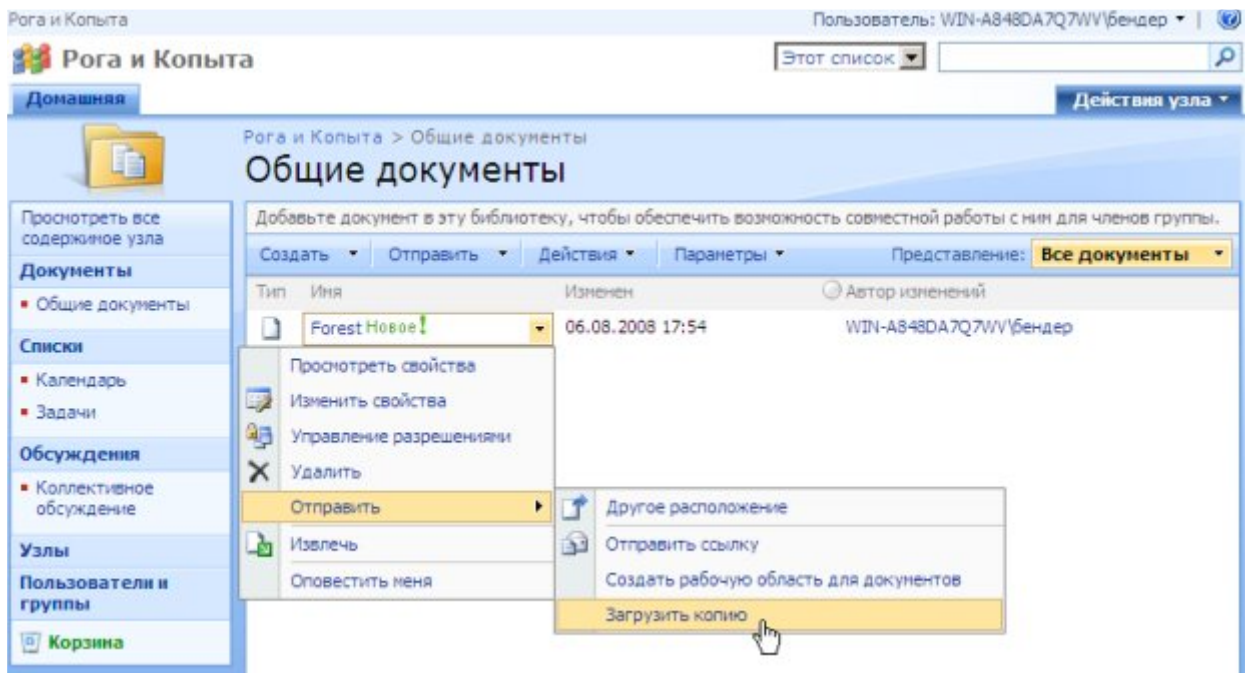 Рога и Копыта
Пользователь: WIN-A848DA7Q7WV\бендер
Рога и Копыта
Этот список
Домашняя
Действия узла
Рога и Копыта > Общие документы
Общие документы
Просмотреть все
содержимое узла
Документы
Общие документы
Списки
Календарь
Задачи
Обсуждения
Коллективное
обсуждение
Узлы
Пользователи и
группы
Корзина
Добавьте документ в эту библиотеку, чтобы обеспечить возможность совместной работы с ним для членов группы.
Создать Отправить Действия Параметры Представление: Все документы
Тип Имя Изменен Автор изменений
Forest Новое! 06.08.2008 17:54 WIN-A848DA7Q7WV\бендер
Просмотреть свойства
Изменить свойства
Управление разрешениями
Удалить
Отправить
Извлечь
Оповестить меня
Другое расположение
Отправить ссылку
Создать рабочую область для документов
Загрузить копию